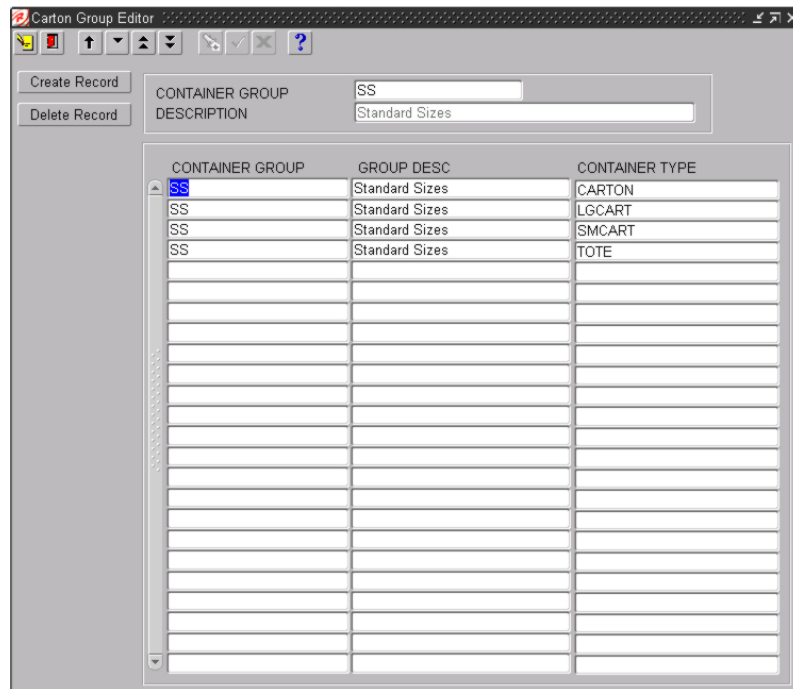 Carton Group Editor
?
Create Record
Delete Record
CONTAINER GROUP SS
DESCRIPTION Standard Sizes
CONTAINER GROUP GROUP DESC CONTAINER TYPE
SS Standard Sizes CARTON
SS Standard Sizes LGCART
SS Standard Sizes SMCART
SS Standard Sizes TOTE